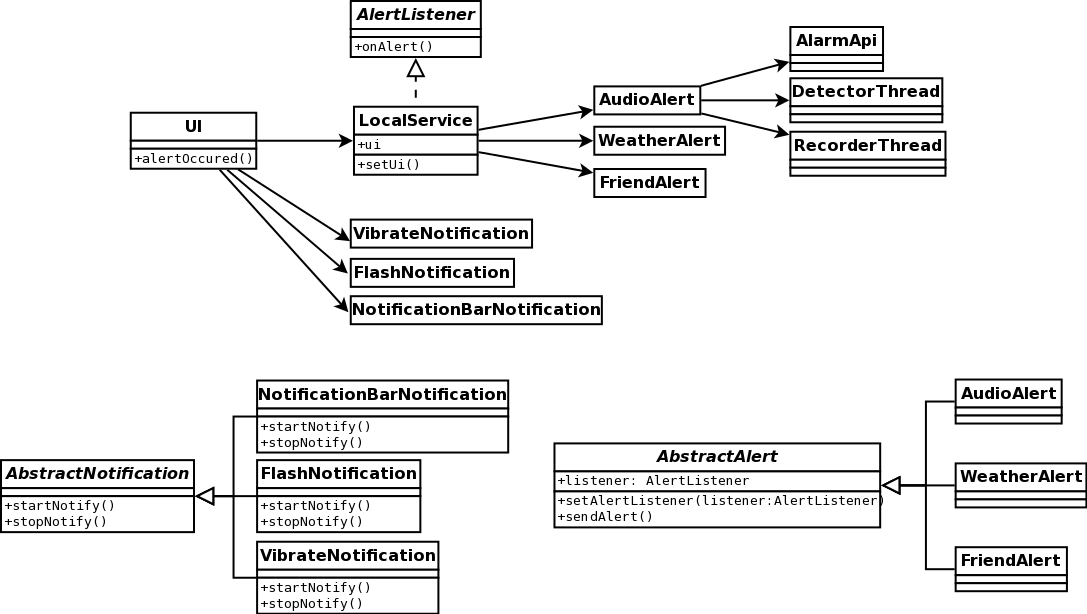 AlertListener
+onAlert()
AlarmApi
DetectorThread
RecorderThread
AudioAlert
WeatherAlert
FriendAlert
LocalService
+ui
+setUi()
UI
+alertOccured()
VibrateNotification
FlashNotification
NotificationBarNotification
NotificationBarNotification
+startNotify()
+stopNotify()
AbstractNotification
+startNotify()
+stopNotify()
FlashNotification
+startNotify()
+stopNotify()
VibrateNotification
+startNotify()
+stopNotify()
AbstractAlert
+listener: AlertListener
+setAlertListener(listener:AlertListener)
+sendAlert()
AudioAlert
WeatherAlert
FriendAlert